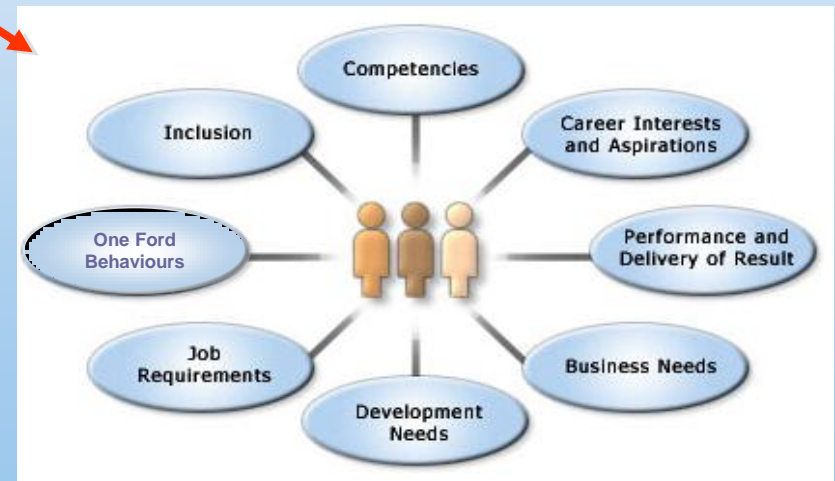 Competencies
Inclusion
Career Interests
and Aspirations
One Ford
Behaviours
Performance and
Delivery of Result
Job
Requirements
Business Needs
Development
Needs